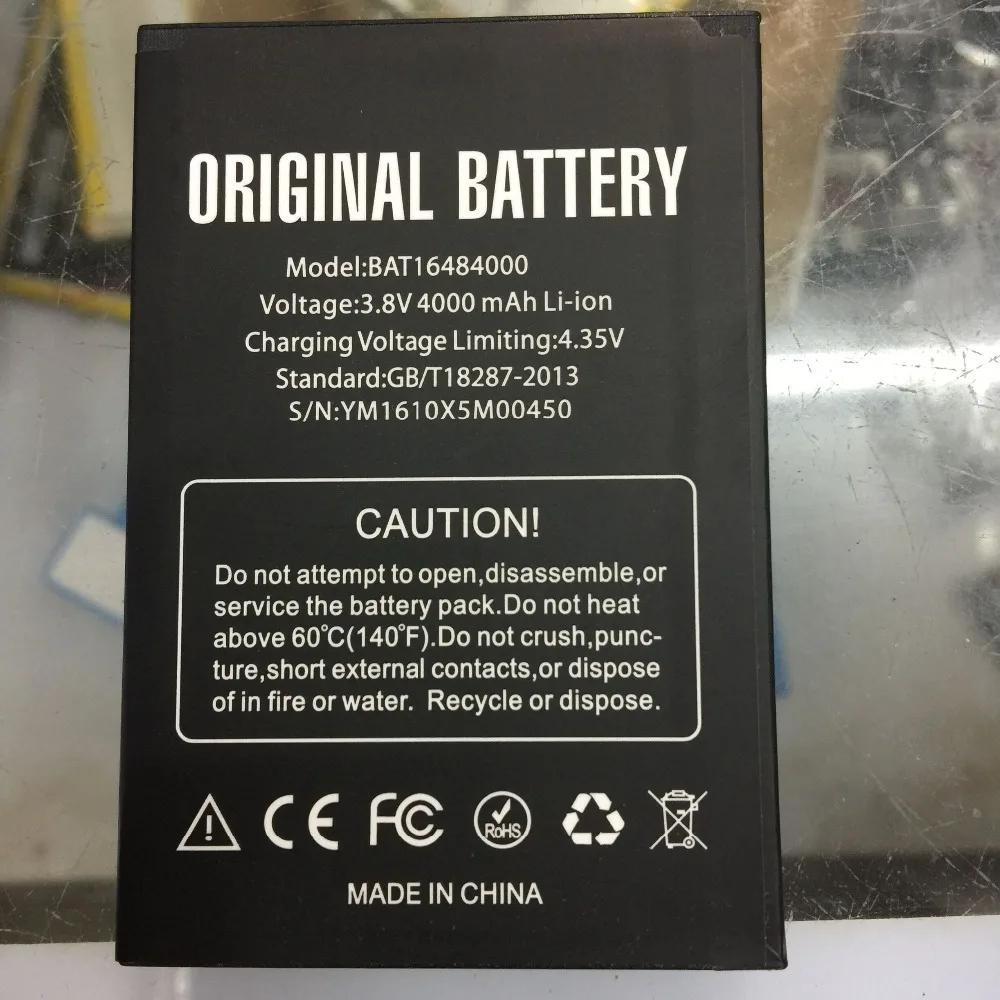 ORIGINAL BATTERY
Model:BAT16484000
Voltage:3.8V 4000 mAh Li-ion
Charging Voltage Limiting:4.35V
Standard:GB/T18287-2013
S/N:YM1610X5M00450
CAUTION!
Do not attempt to open,disassemble,or
service the battery pack.Do not heat
above 60°C(140°F).Do not crush,punc-
ture,short external contacts,or dispose
of in fire or water. Recycle or dispose.
CE FC RoHS
MADE IN CHINA